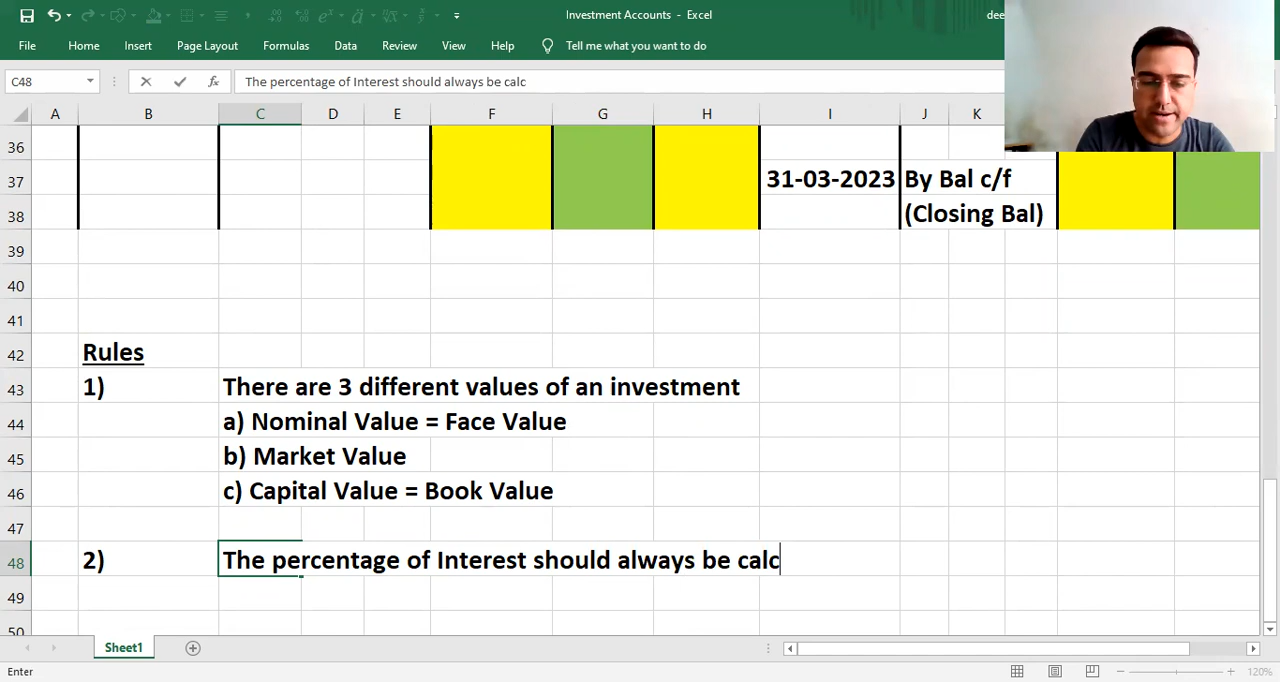 Investment Accounts - Excel
dee
File Home Insert Page Layout Formulas Data Review View Help Tell me what you want to do
C48 fx The percentage of Interest should always be calc
A B C D E F G H I J K
36
37 31-03-2023 By Bal c/f
38 (Closing Bal)
39
40
41
42 Rules
43 1) There are 3 different values of an investment
44 a) Nominal Value = Face Value
45 b) Market Value
46 c) Capital Value = Book Value
47
48 2) The percentage of Interest should always be calc
49
50
Sheet1
Enter 120%